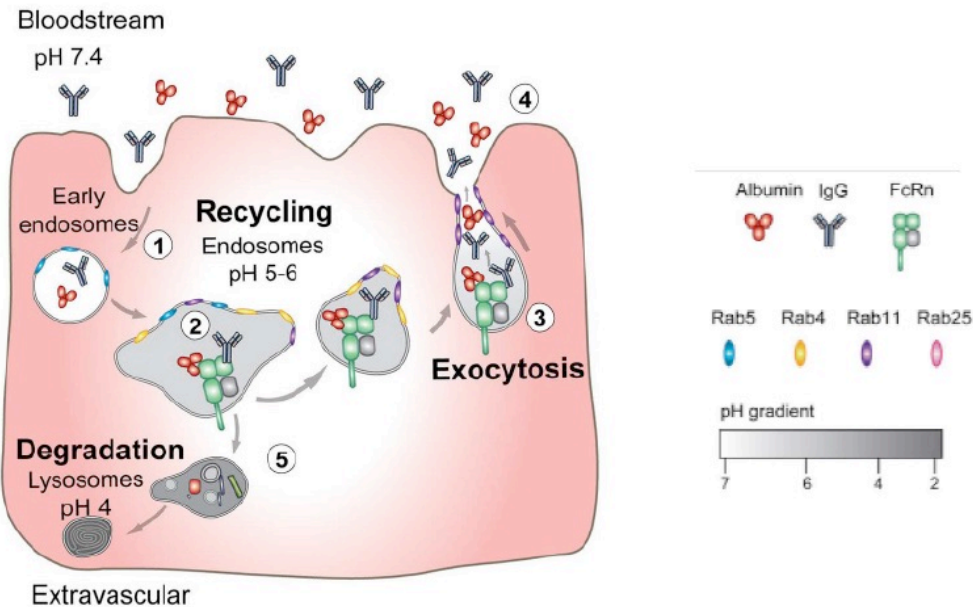 Bloodstream
pH 7.4
4
Early
endosomes
1
Recycling
Endosomes
pH 5-6
2
3
Exocytosis
Degradation
Lysosomes
pH 4
5
Extravascular
Albumin IgG FcRn
Rab5 Rab4 Rab11 Rab25
pH gradient
7 6 4 2